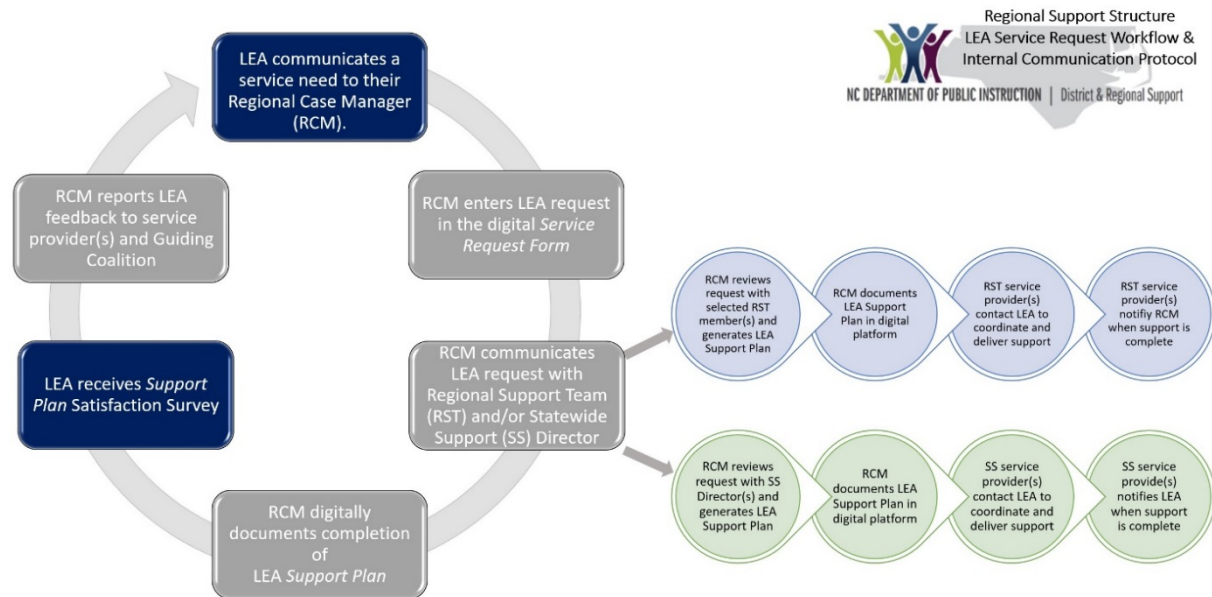 Regional Support Structure
LEA Service Request Workflow &
Internal Communication Protocol
NC DEPARTMENT OF PUBLIC INSTRUCTION | District & Regional Support
LEA communicates a
service need to their
Regional Case Manager
(RCM).
RCM enters LEA request
in the digital Service
Request Form
RCM communicates
LEA request with
Regional Support Team
(RST) and/or Statewide
Support (SS) Director
RCM digitally
documents completion
of
LEA Support Plan
LEA receives Support
Plan Satisfaction Survey
RCM reports LEA
feedback to service
provider(s) and Guiding
Coalition
RCM reviews
request with
selected RST
member(s) and
generates LEA
Support Plan
RCM documents
LEA Support
Plan in digital
platform
RST service
provider(s)
contact LEA to
coordinate and
deliver support
RST service
provider(s)
notifiy RCM
when support is
complete
RCM reviews
request with SS
Director(s) and
generates LEA
Support Plan
RCM
documents LEA
Support Plan in
digital platform
SS service
provider(s)
contact LEA to
coordinate and
deliver support
SS service
provide(s)
notifies LEA
when support
is complete